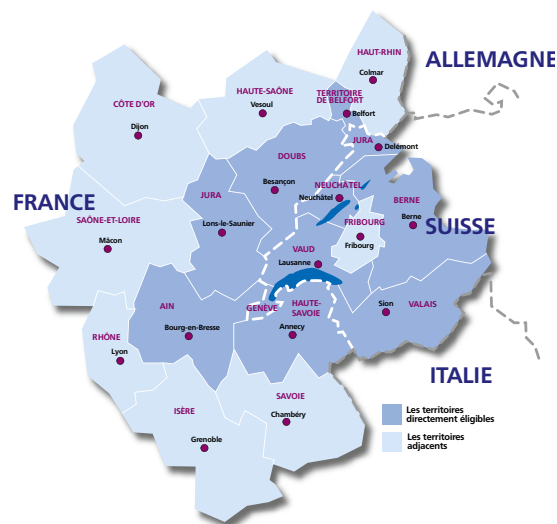 HAUT-RHIN
Colmar
ALLEMAGNE
HAUTE-SAÔNE
Vesoul
TERRITOIRE
DE BELFORT
Belfort
CÔTE D'OR
Dijon
JURA
Delémont
DOUBS
Besançon
NEUCHÂTEL
Neuchâtel
JURA
Lons-le-Saunier
BERNE
Berne
FRANCE
SUISSE
SAÔNE-ET-LOIRE
Mâcon
FRIBOURG
Fribourg
VAUD
Lausanne
AIN
Bourg-en-Bresse
GENÈVE
HAUTE-
SAVOIE
Annecy
Sion
VALAIS
RHÔNE
Lyon
ITALIE
SAVOIE
Chambéry
ISÈRE
Grenoble
Les territoires
directement éligibles
Les territoires
adjacents